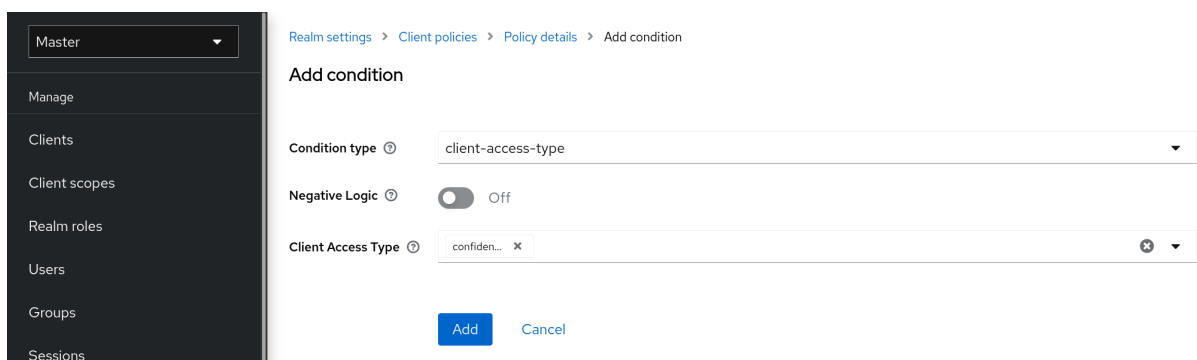 Master
Manage
Clients
Client scopes
Realm roles
Users
Groups
Sessions
Realm settings > Client policies > Policy details > Add condition
Add condition
Condition type client-access-type
Negative Logic Off
Client Access Type confiden...
Add Cancel